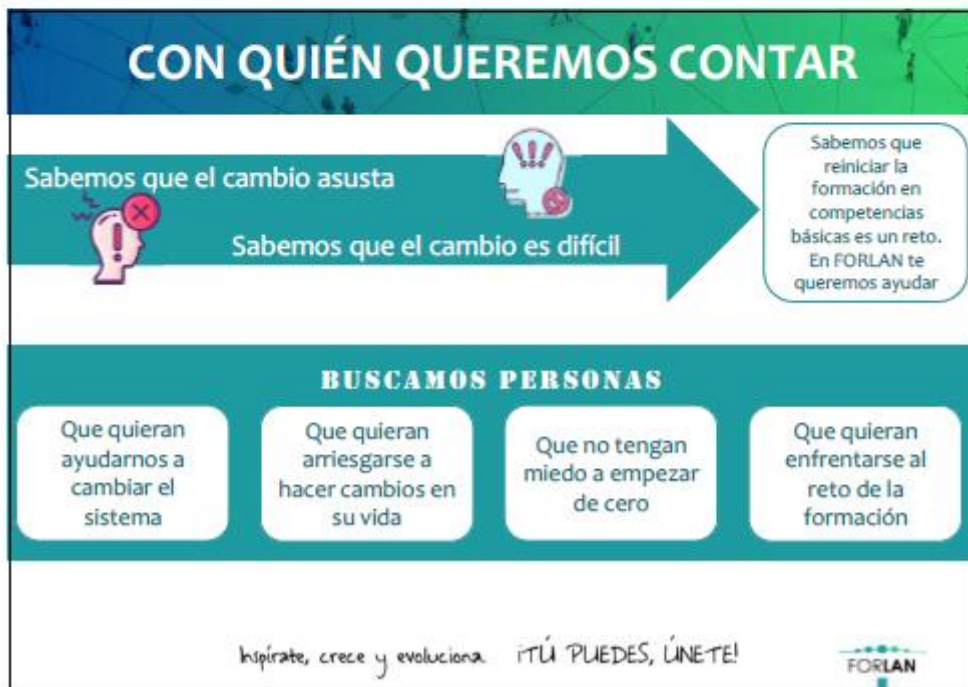 CON QUIÉN QUEREMOS CONTAR
Sabemos que el cambio asusta
Sabemos que el cambio es difícil
Sabemos que
reiniciar la
formación en
competencias
básicas es un reto.
En FORLAN te
queremos ayudar
BUSCAMOS PERSONAS
Que quieran
ayudarnos a
cambiar el
sistema
Que quieran
arriesgarse a
hacer cambios en
su vida
Que no tengan
miedo a empezar
de cero
Que quieran
enfrentarse al
reto de la
formación
Inspírate, crece y evoluciona ¡TÚ PUEDES, ÚNETE!
FORLAN